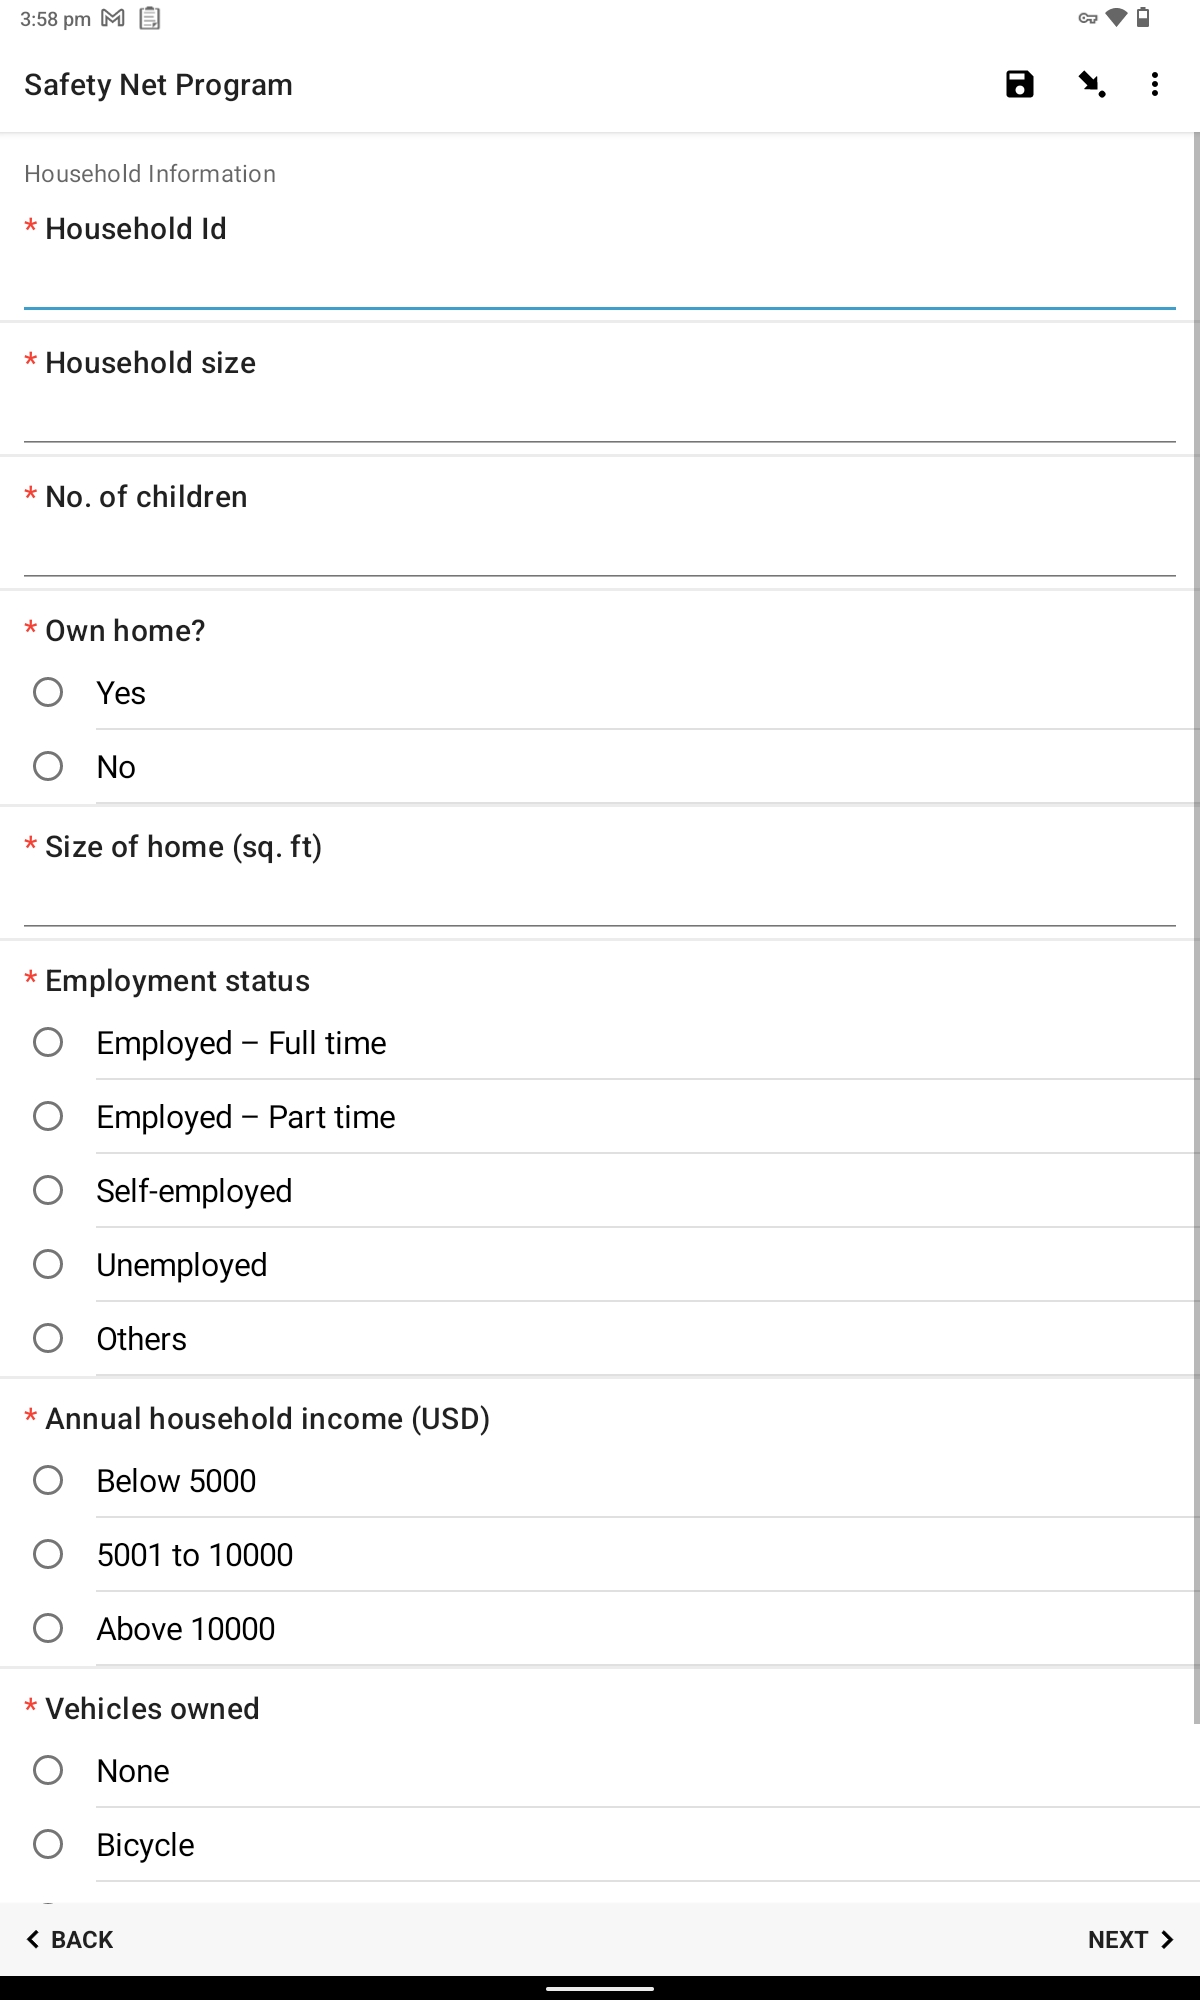 3:58 pm
Safety Net Program
Household Information
* Household Id
* Household size
* No. of children
* Own home?
Yes
No
* Size of home (sq. ft)
* Employment status
Employed – Full time
Employed – Part time
Self-employed
Unemployed
Others
* Annual household income (USD)
Below 5000
5001 to 10000
Above 10000
* Vehicles owned
None
Bicycle
BACK
NEXT